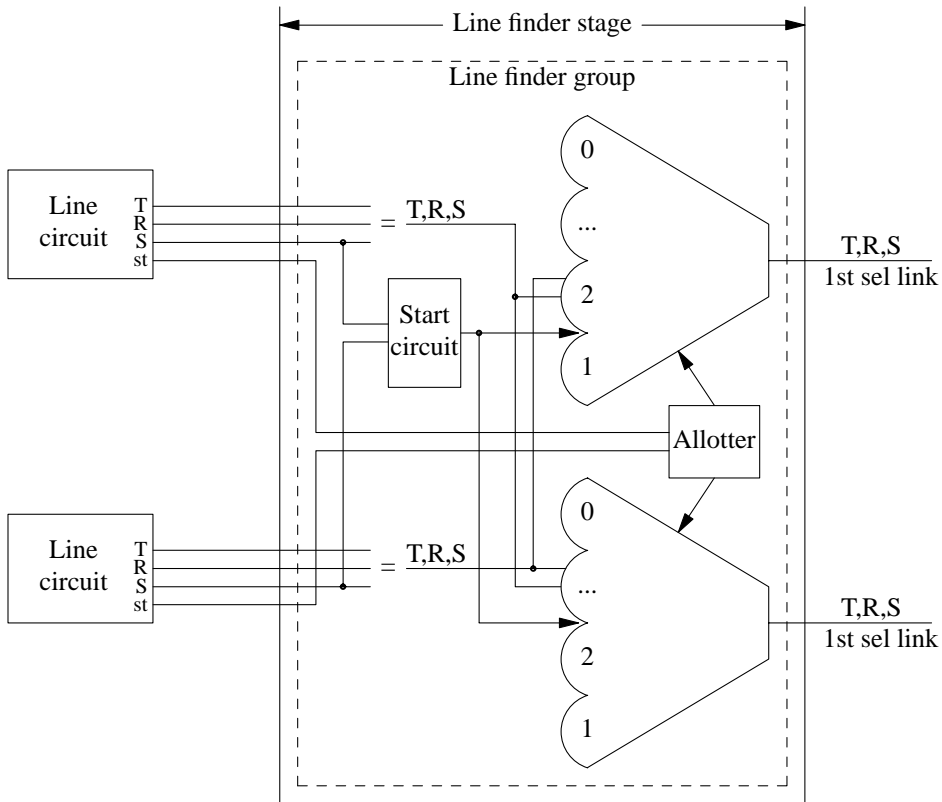 Line finder stage
Line finder group
0
...
2
1
Line
circuit
T
R
S
st
= T,R,S
Start
circuit
T,R,S
1st sel link
Allotter
0
...
2
1
Line
circuit
T
R
S
st
= T,R,S
T,R,S
1st sel link